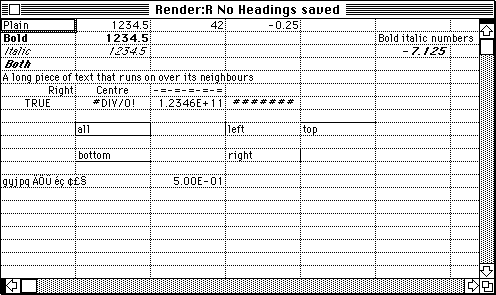 Render:R No Headings saved
Plain 1234.5 42 -0.25
Bold 1234.5 Bold italic numbers
Italic 1234.5 -7.125
Both
A long piece of text that runs on over its neighbours
Right Centre -=-=-=-=-=
TRUE #DIV/0! 1.2346E+11 #######
all left top
bottom right
gyjpq ÄÖÜ éç ¢£§ 5.00E-01